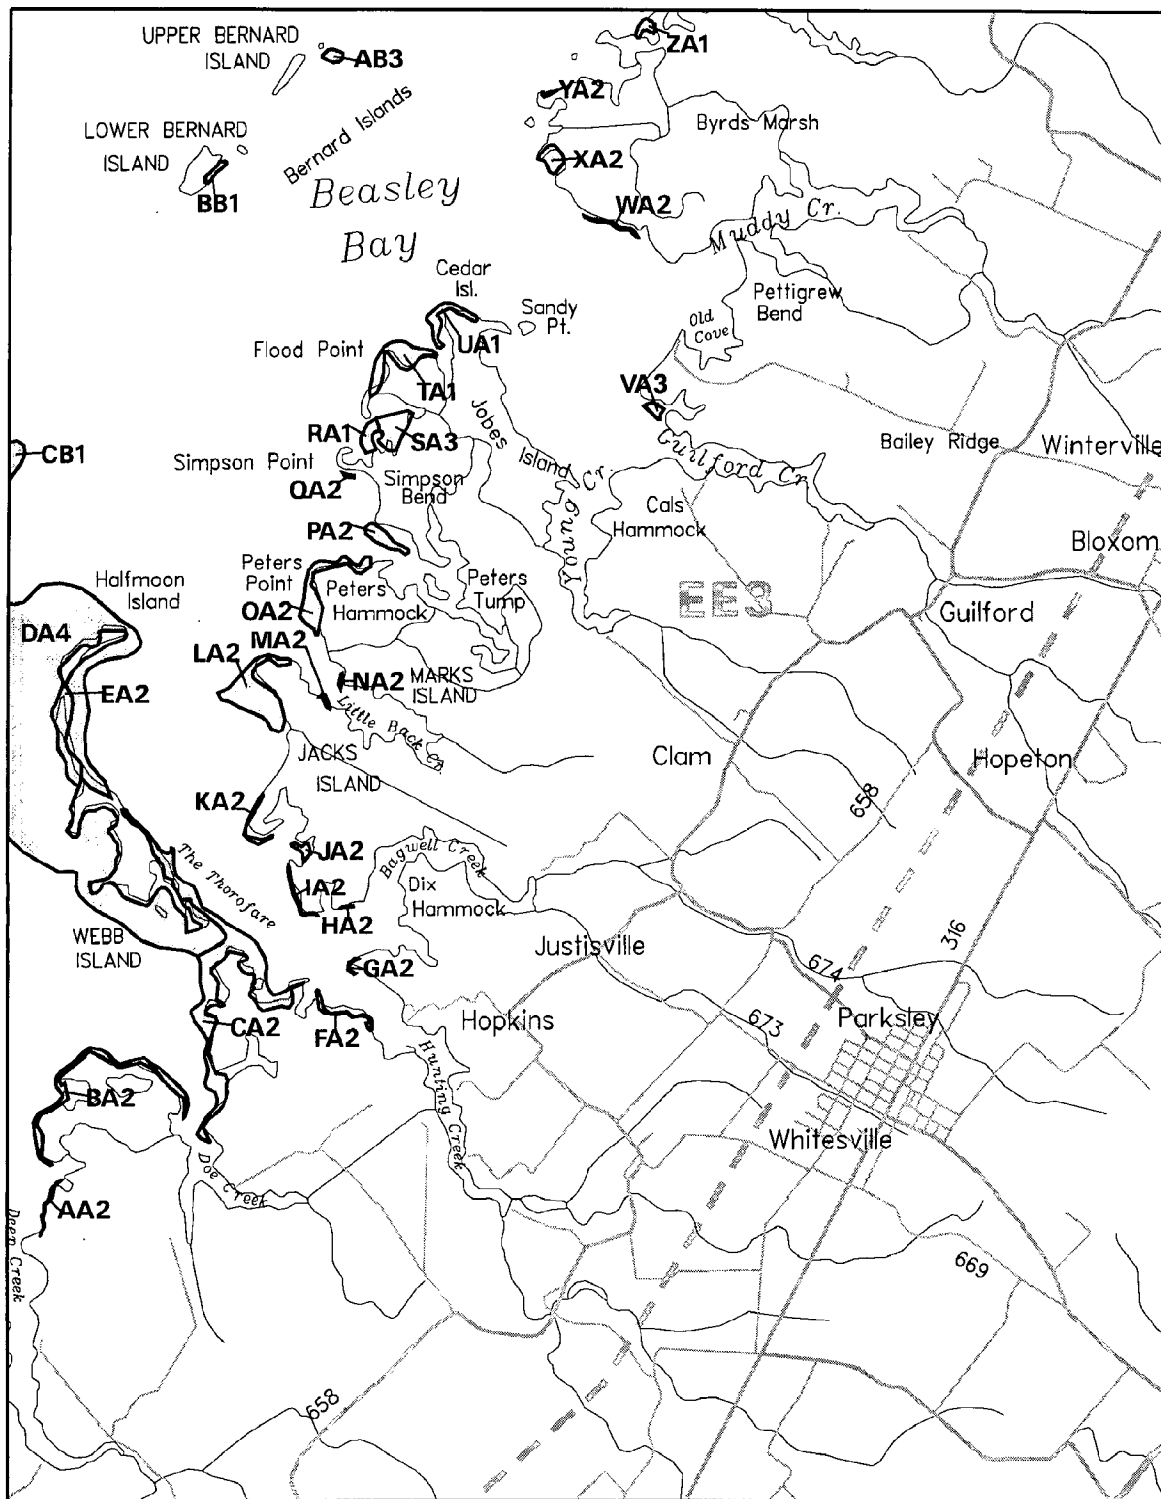 UPPER BERNARD
ISLAND
AB3
ZA1
YA2
LOWER BERNARD
ISLAND
Bernard Islands
Byrds Marsh
XA2
BB1
Beasley
Bay
WA2
Muddy Cr.
Cedar
Isl.
Sandy
Pt.
Pettigrew
Bend
Old
Cove
UA1
Flood Point
TA1
VA3
Jobes
Island
RA1
SA3
CB1
Simpson Point
Simpson
Bend
QA2
Guilford Cr.
Bailey Ridge
Winterville
Young Cr.
Cals
Hammock
PA2
Bloxom
Peters
Point
Halfmoon
Island
Peters
Hammock
Peters
Tump
EE3
OA2
Guilford
DA4
MA2
LA2
EA2
NA2
MARKS
ISLAND
Little Back Cr.
JACKS
ISLAND
Clam
Hopeton
KA2
658
The Thorofare
JA2
Bagwell Creek
IA2
Dix
Hammock
HA2
WEBB
ISLAND
Justisville
316
GA2
674
CA2
FA2
Hopkins
673
Parksley
Hunting Creek
BA2
Whitesville
Doe Creek
AA2
Deep Creek
669
658